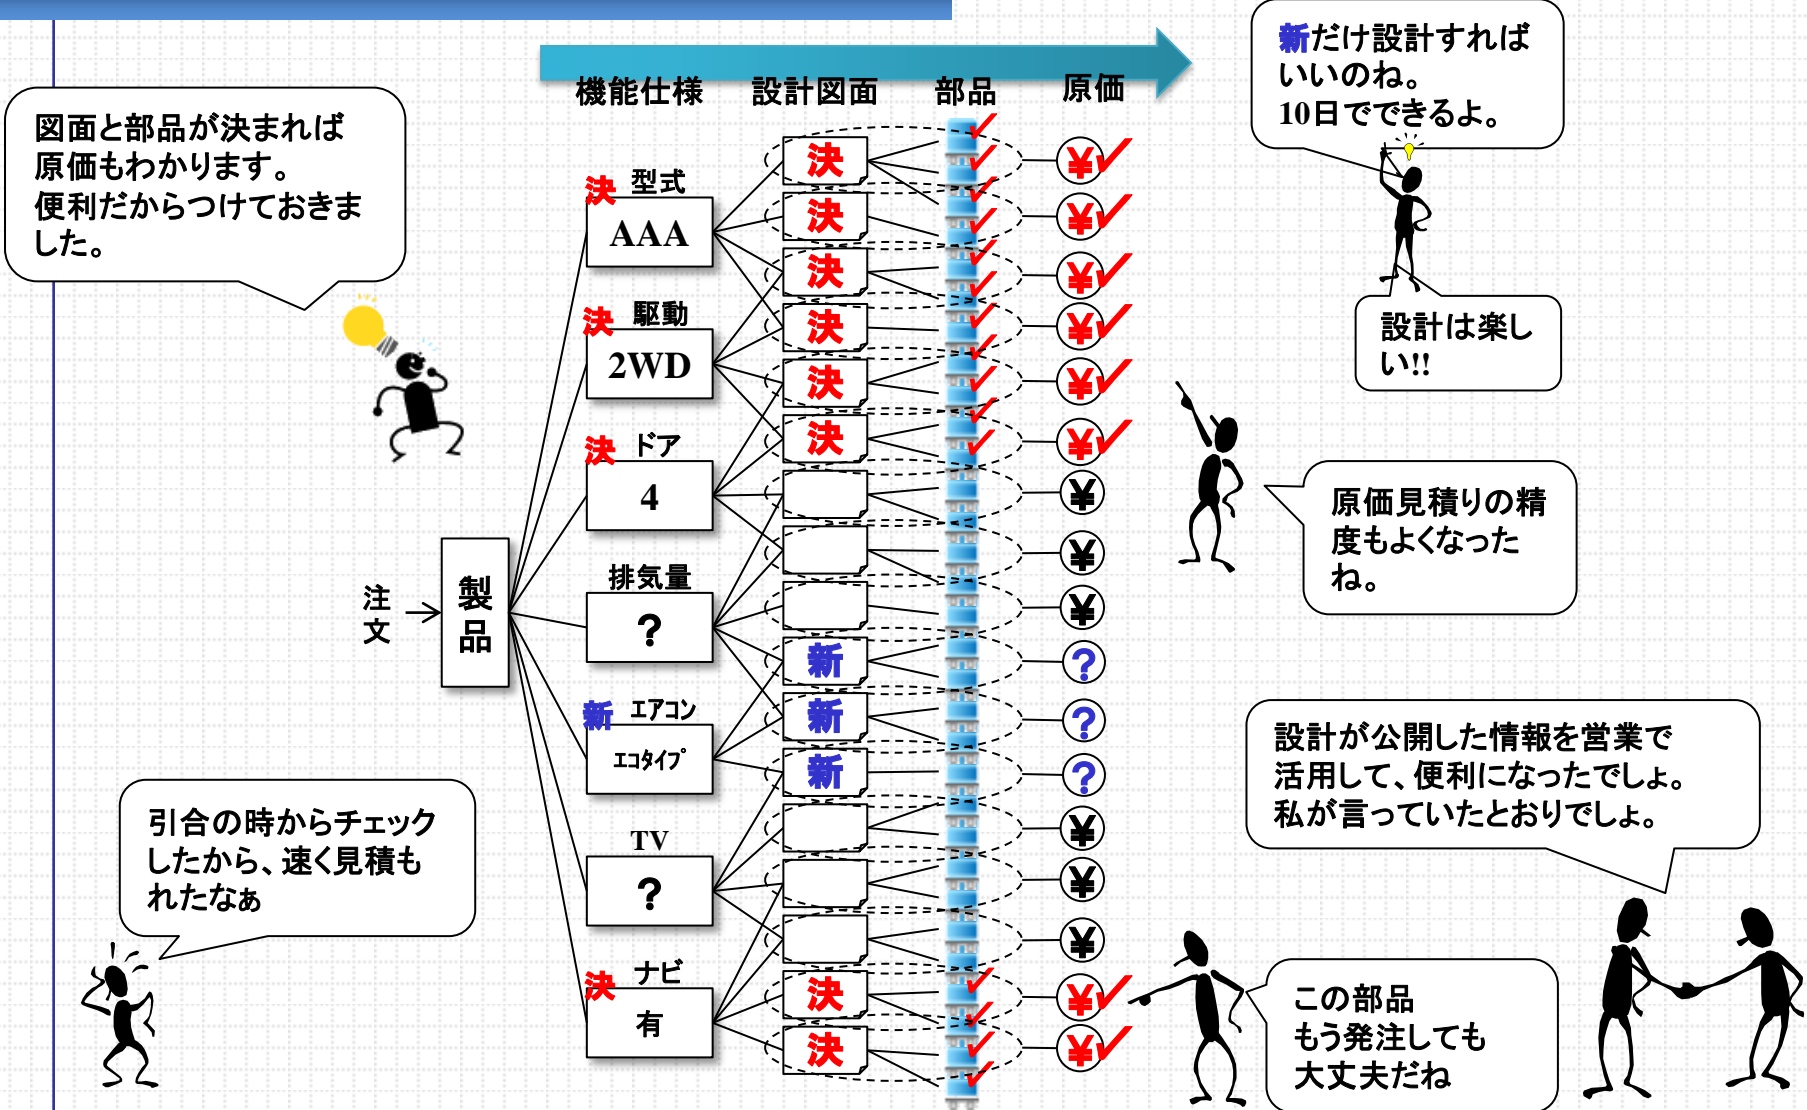 機能仕様 設計図面 部品 原価
図面と部品が決まれば
原価もわかります。
便利だからつけておきま
した。
新だけ設計すれば
いいのね。
10日でできるよ。
設計は楽し
い!!
原価見積りの精
度もよくなった
ね。
設計が公開した情報を営業で
活用して、便利になったでしょ。
私が言っていたとおりでしょ。
この部品
もう発注しても
大丈夫だね
引合の時からチェック
したから、速く見積も
れたなぁ
注
文
製
品
決 型式
AAA
決 駆動
2WD
決 ドア
4
排気量
?
新 エアコン
エコタイプ
TV
?
決 ナビ
有
決 ¥
決 ¥
決 ¥
決 ¥
決 ¥
決 ¥
¥
¥
¥
新 ?
新 ?
新 ?
¥
¥
¥
決 ¥
決 ¥